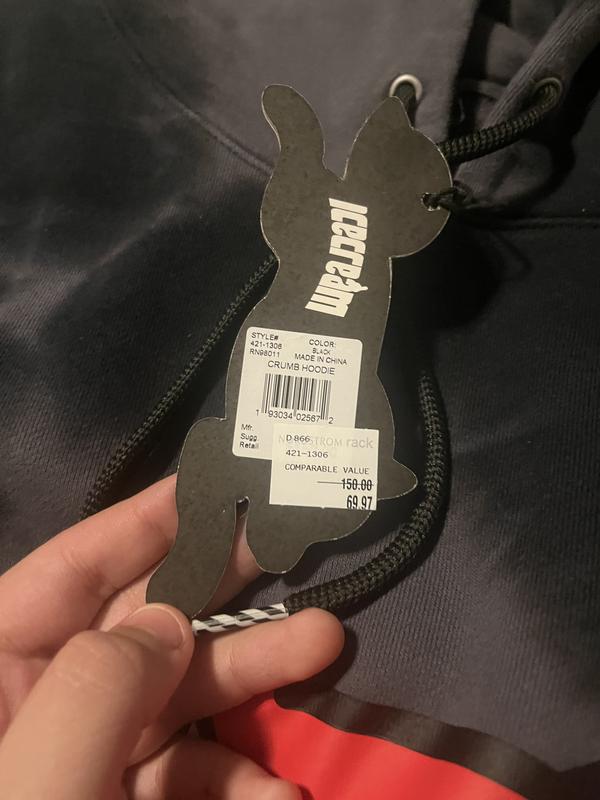 Icecream
STYLE#
421-1306
RN98011
COLOR:
BLACK
MADE IN CHINA
CRUMB HOODIE
1 93034 02567 2
Mfr.
Sugg.
Retail
NORDSTROM rack
D 866
421-1306
COMPARABLE VALUE
150.00
69.97